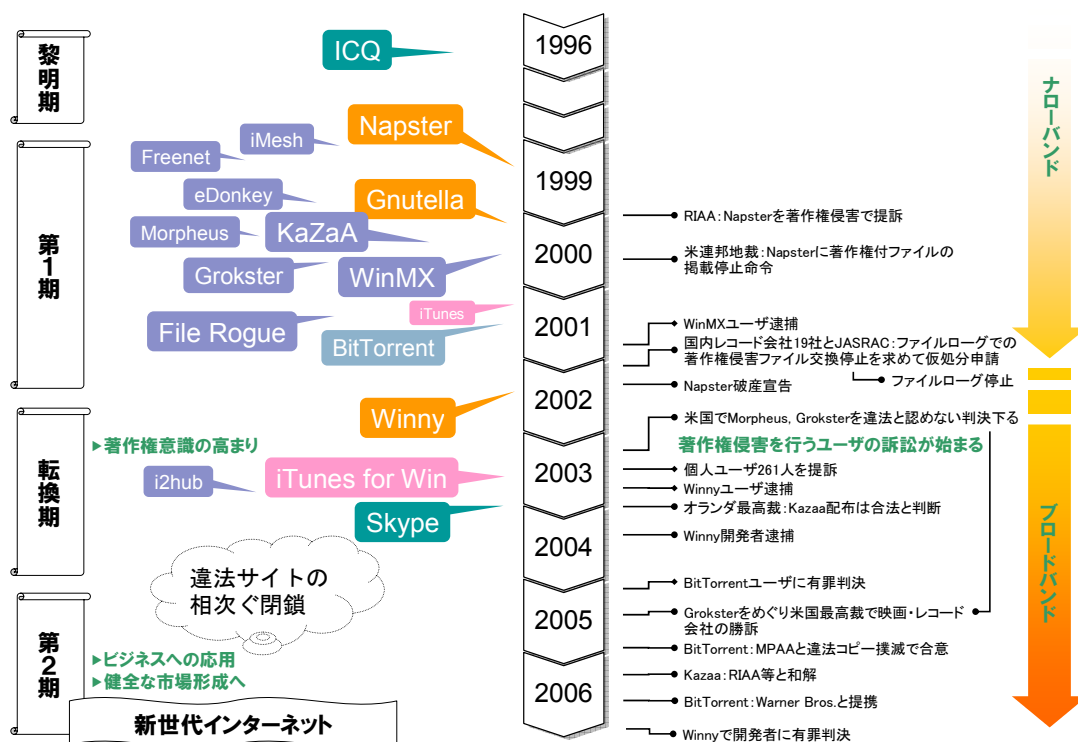 黎明期
第1期
転換期
第2期
ICQ
Napster
iMesh
Freenet
eDonkey
Gnutella
Morpheus
KaZaA
Grokster
WinMX
iTunes
File Rogue
BitTorrent
Winny
▶著作権意識の高まり
i2hub
iTunes for Win
Skype
違法サイトの
相次ぐ閉鎖
▶ビジネスへの応用
▶健全な市場形成へ
新世代インターネット
1996
1999
2000
2001
2002
2003
2004
2005
2006
RIAA:Napsterを著作権侵害で提訴
米連邦地裁:Napsterに著作権付ファイルの
掲載停止命令
WinMXユーザ逮捕
国内レコード会社19社とJASRAC:ファイルローグでの
著作権侵害ファイル交換停止を求めて仮処分申請
ファイルローグ停止
Napster破産宣告
米国でMorpheus, Groksterを違法と認めない判決下る
著作権侵害を行うユーザの訴訟が始まる
個人ユーザ261人を提訴
Winnyユーザ逮捕
オランダ最高裁:Kazaa配布は合法と判断
Winny開発者逮捕
BitTorrentユーザに有罪判決
Groksterをめぐり米国最高裁で映画・レコード
会社の勝訴
BitTorrent:MPAAと違法コピー撲滅で合意
Kazaa:RIAA等と和解
BitTorrent:Warner Bros.と提携
Winnyで開発者に有罪判決
ナローバンド
ブロードバンド